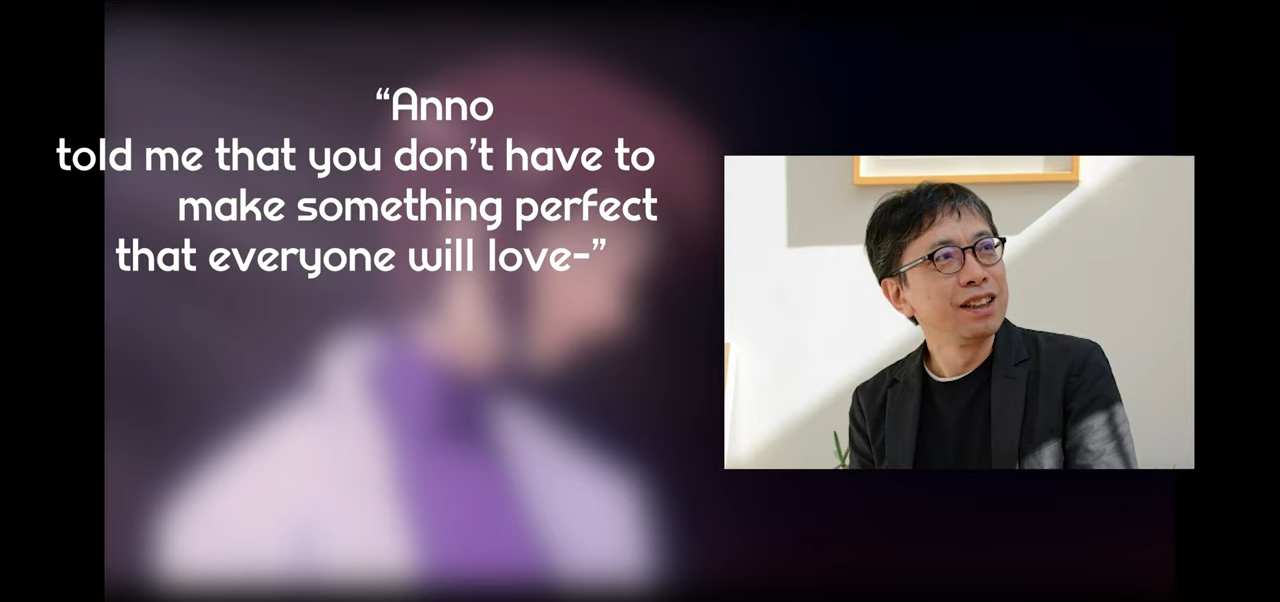 “Anno
told me that you don’t have to
make something perfect
that everyone will love-”